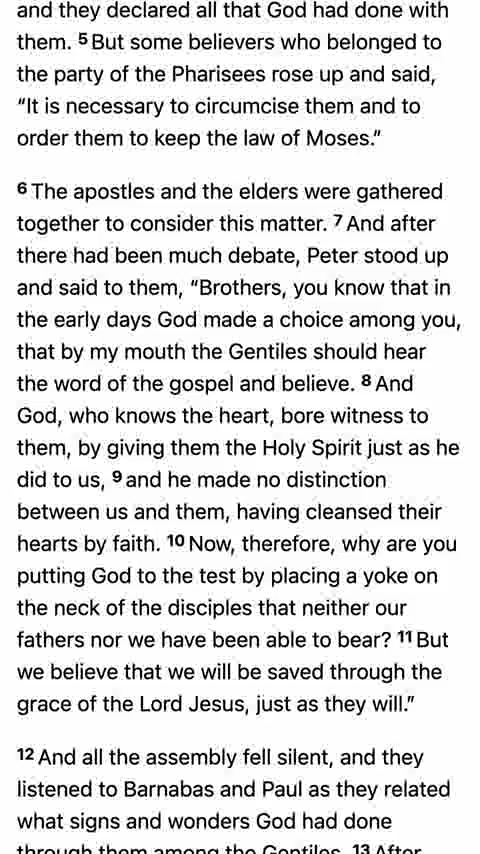 and they declared all that God had done with
them. 5 But some believers who belonged to
the party of the Pharisees rose up and said,
“It is necessary to circumcise them and to
order them to keep the law of Moses.”
6 The apostles and the elders were gathered
together to consider this matter. 7 And after
there had been much debate, Peter stood up
and said to them, “Brothers, you know that in
the early days God made a choice among you,
that by my mouth the Gentiles should hear
the word of the gospel and believe. 8 And
God, who knows the heart, bore witness to
them, by giving them the Holy Spirit just as he
did to us, 9 and he made no distinction
between us and them, having cleansed their
hearts by faith. 10 Now, therefore, why are you
putting God to the test by placing a yoke on
the neck of the disciples that neither our
fathers nor we have been able to bear? 11 But
we believe that we will be saved through the
grace of the Lord Jesus, just as they will.”
12 And all the assembly fell silent, and they
listened to Barnabas and Paul as they related
what signs and wonders God had done
through them among the Gentiles. 13 After